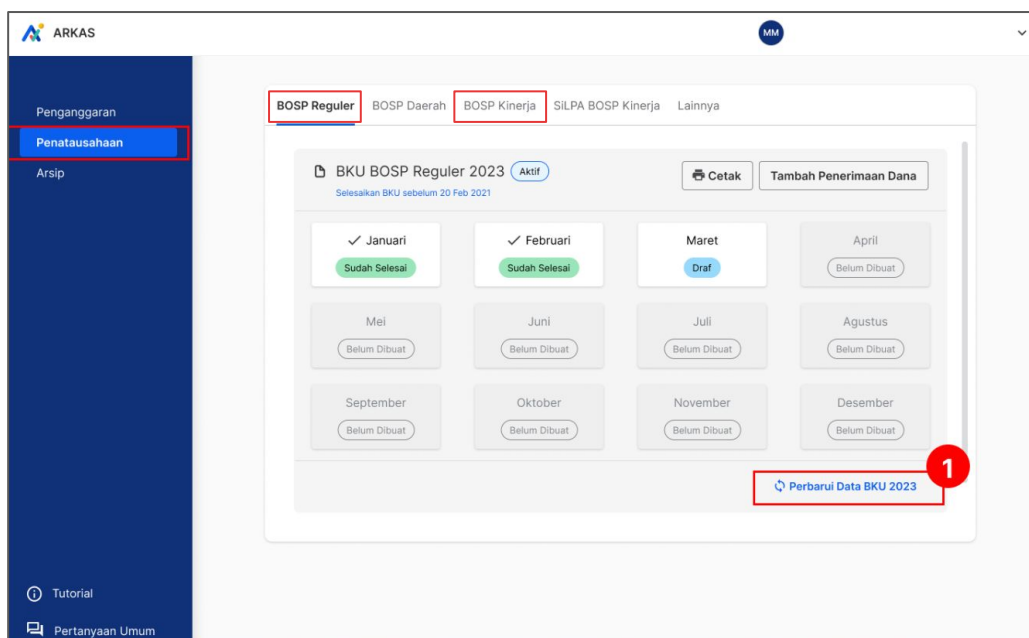 ARKAS
MM
Penganggaran
Penatausahaan
Arsip
BOSP Reguler BOSP Daerah BOSP Kinerja SiLPA BOSP Kinerja Lainnya
BKU BOSP Reguler 2023 Aktif
Selesaikan BKU sebelum 20 Feb 2021
Cetak Tambah Penerimaan Dana
Januari Februari Maret April
Sudah Selesai Sudah Selesai Draf Belum Dibuat
Mei Juni Juli Agustus
Belum Dibuat Belum Dibuat Belum Dibuat Belum Dibuat
September Oktober November Desember
Belum Dibuat Belum Dibuat Belum Dibuat Belum Dibuat
1
Perbarui Data BKU 2023
Tutorial
Pertanyaan Umum